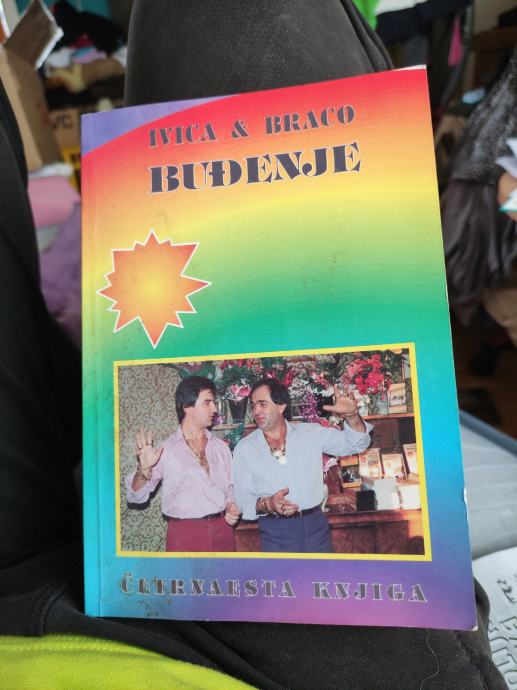 IVICA & BRACO
BUĐENJE
ČETRNAESTA KNJIGA